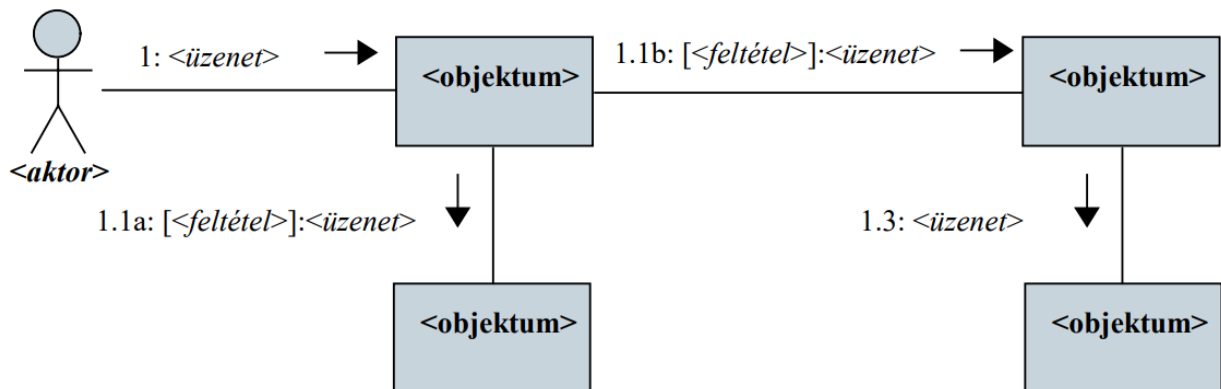 1: <üzenet>
<objektum>
1.1b: [<feltétel>]:<üzenet>
<objektum>
<aktor>
1.1a: [<feltétel>]:<üzenet>
1.3: <üzenet>
<objektum>
<objektum>